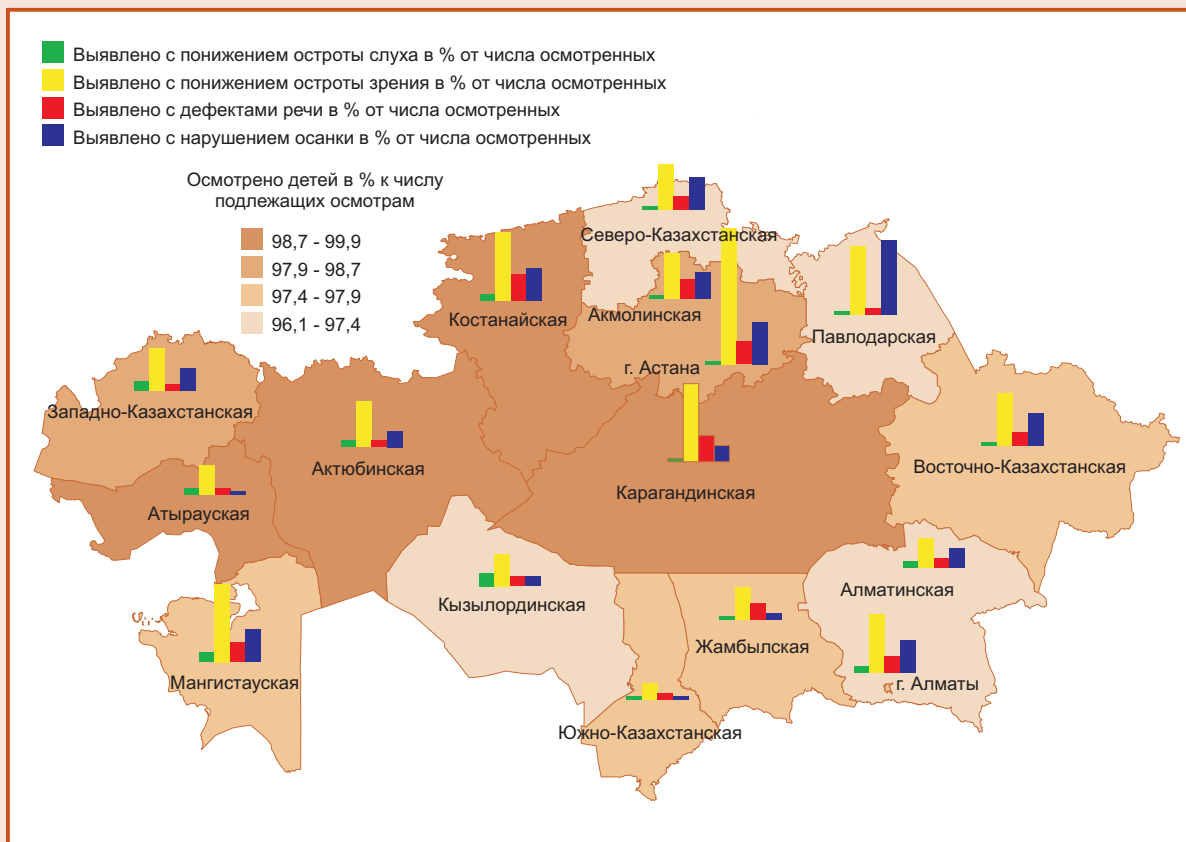 Выявлено с понижением остроты слуха в % от числа осмотренных
Выявлено с понижением остроты зрения в % от числа осмотренных
Выявлено с дефектами речи в % от числа осмотренных
Выявлено с нарушением осанки в % от числа осмотренных
Осмотрено детей в % к числу
подлежащих осмотрам
98,7 - 99,9
97,9 - 98,7
97,4 - 97,9
96,1 - 97,4
Северо-Казахстанская
Костанайская
Акмолинская
Павлодарская
г. Астана
Западно-Казахстанская
Актюбинская
Восточно-Казахстанская
Карагандинская
Атырауская
Алматинская
Кызылординская
Жамбылская
Мангистауская
г. Алматы
Южно-Казахстанская